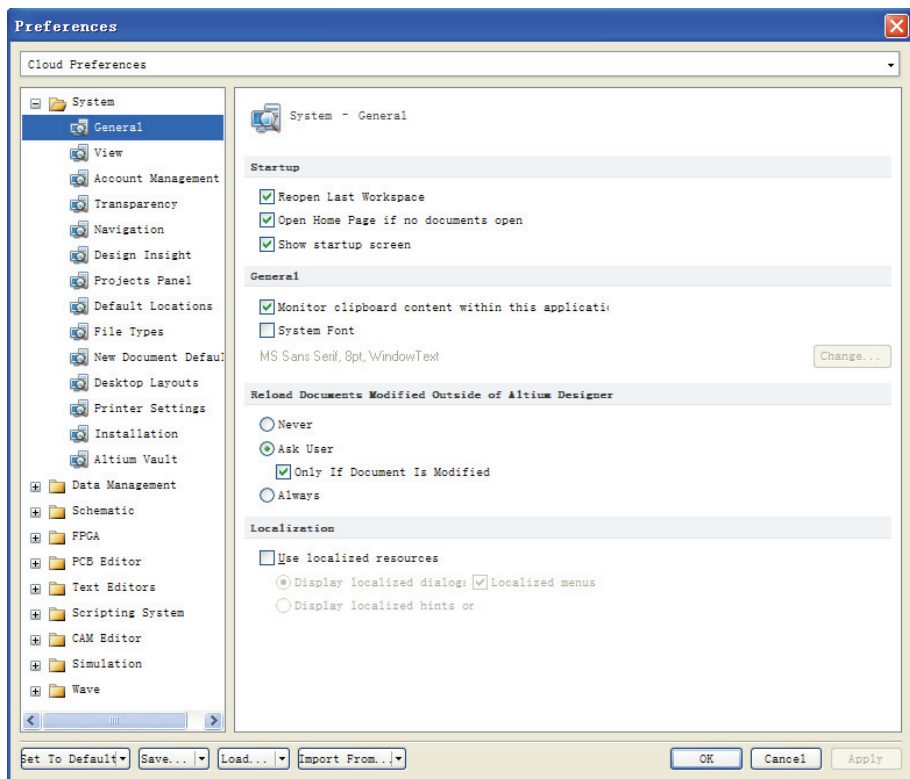 Preferences
Cloud Preferences
System
General
View
Account Management
Transparency
Navigation
Design Insight
Projects Panel
Default Locations
File Types
New Document Defau
Desktop Layouts
Printer Settings
Installation
Altium Vault
Data Management
Schematic
FPGA
PCB Editor
Text Editors
Scripting System
CAM Editor
Simulation
Wave
System - General
Startup
Reopen Last Workspace
Open Home Page if no documents open
Show startup screen
General
Monitor clipboard content within this applicati
System Font
MS Sans Serif, 8pt, WindowText
Change...
Reload Documents Modified Outside of Altium Designer
Never
Ask User
Only If Document Is Modified
Always
Localization
Use localized resources
Display localized dialog: Localized menus
Display localized hints or
Set To Default Save... Load... Import From... OK Cancel Apply